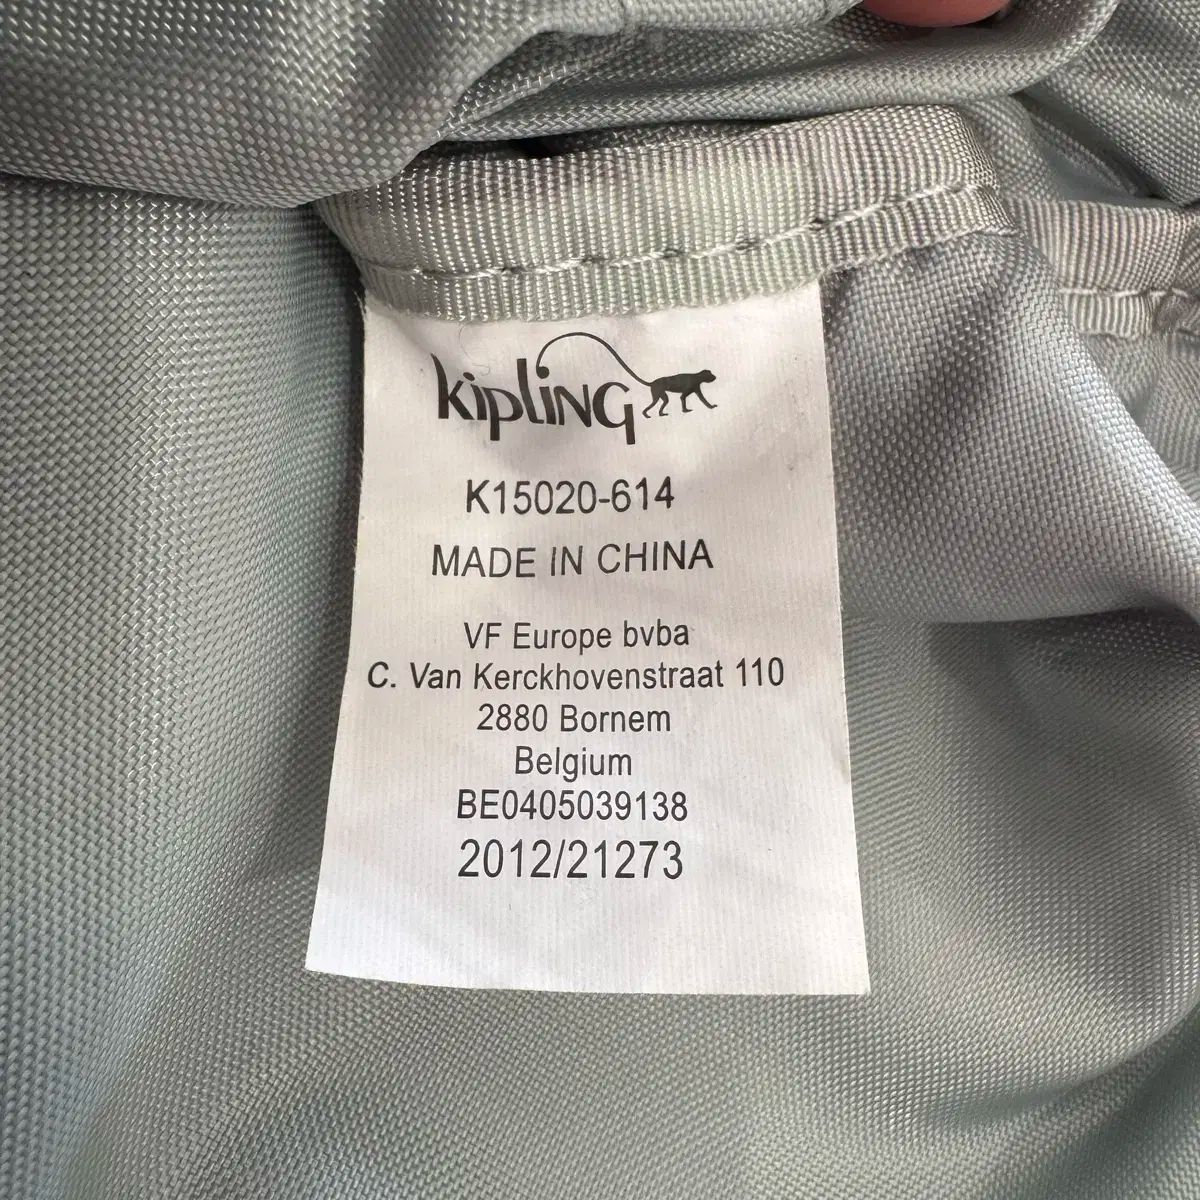 kipling
K15020-614
MADE IN CHINA
VF Europe bvba
C. Van Kerckhovenstraat 110
2880 Bornem
Belgium
BE0405039138
2012/21273